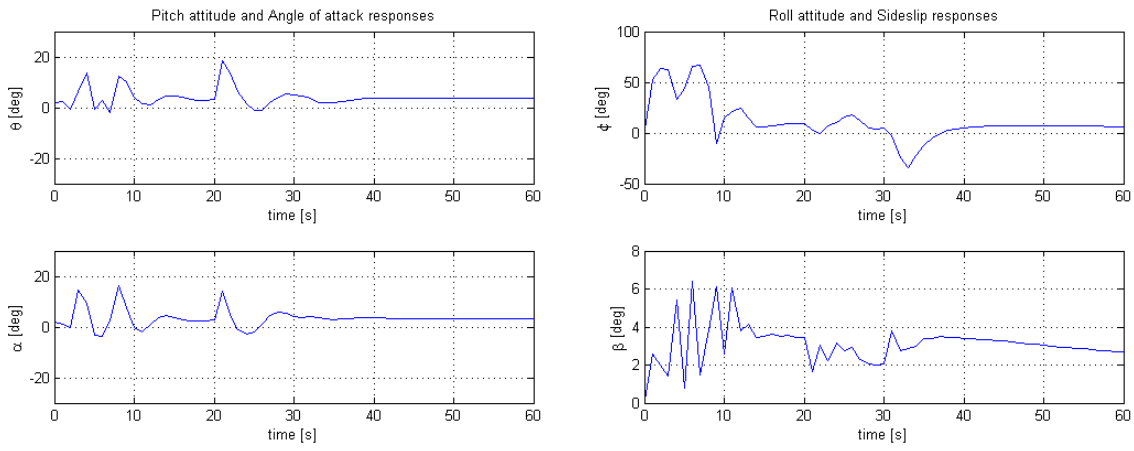 Pitch attitude and Angle of attack responses
20
0
-20
θ [deg]
0 10 20 30 40 50 60
time [s]
Roll attitude and Sideslip responses
100
50
0
-50
ϕ [deg]
0 10 20 30 40 50 60
time [s]
20
0
-20
α [deg]
0 10 20 30 40 50 60
time [s]
8
6
4
2
0
β [deg]
0 10 20 30 40 50 60
time [s]